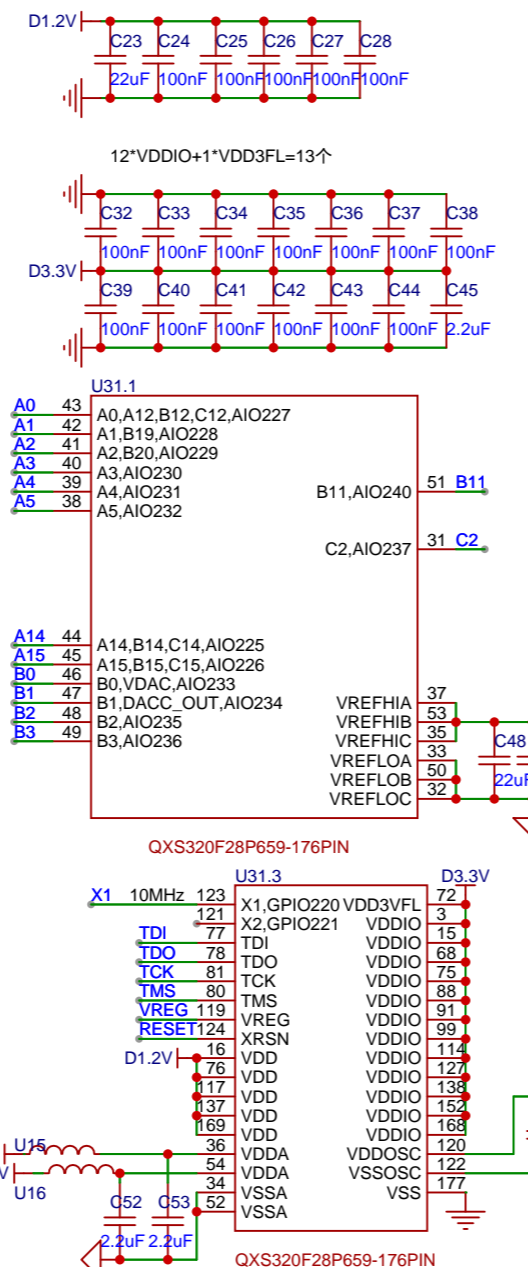 D1.2V
C23 C24 C25 C26 C27 C28
22uF 100nF 100nF 100nF 100nF 100nF
12*VDDIO+1*VDD3FL=13个
C32 C33 C34 C35 C36 C37 C38
100nF 100nF 100nF 100nF 100nF 100nF 100nF
D3.3V
C39 C40 C41 C42 C43 C44 C45
100nF 100nF 100nF 100nF 100nF 100nF 2.2uF
U31.1
A0 43 A0,A12,B12,C12,AIO227
A1 42 A1,B19,AIO228
A2 41 A2,B20,AIO229
A3 40 A3,AIO230
A4 39 A4,AIO231
B11,AIO240 51 B11
A5 38 A5,AIO232
C2,AIO237 31 C2
A14 44 A14,B14,C14,AIO225
A15 45 A15,B15,C15,AIO226
B0 46 B0,VDAC,AIO233
B1 47 B1,DACC_OUT,AIO234
VREFHIA 37
B2 48 B2,AIO235
VREFHIB 53
B3 49 B3,AIO236
VREFHIC 35
C48
VREFLOA 33
VREFLOB 50
22uF
VREFLOC 32
QXS320F28P659-176PIN
U31.3
D3.3V
X1 10MHz 123 X1,GPIO220 VDD3VFL 72
121 X2,GPIO221 VDDIO 3
TDI 77 TDI VDDIO 15
TDO 78 TDO VDDIO 68
TCK 81 TCK VDDIO 75
TMS 80 TMS VDDIO 88
VREG 119 VREG VDDIO 91
RESET 124 XRSN VDDIO 99
D1.2V 16 VDD VDDIO 114
76 VDD VDDIO 127
117 VDD VDDIO 138
137 VDD VDDIO 152
169 VDD VDDIO 168
U15 36 VDDA VDDOSC 120
V U16 54 VDDA VSSOSC 122
34 VSSA VSS 177
C52 C53 52 VSSA
2.2uF 2.2uF
QXS320F28P659-176PIN